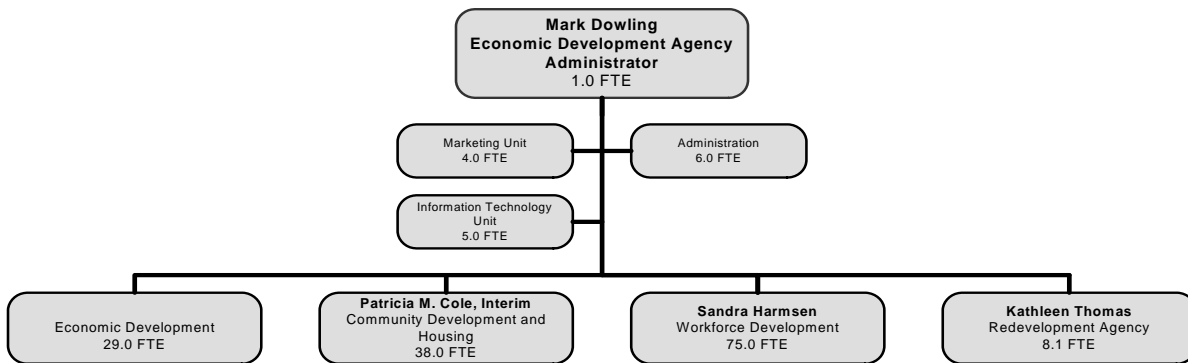 Mark Dowling
Economic Development Agency
Administrator
1.0 FTE
Marketing Unit
4.0 FTE
Administration
6.0 FTE
Information Technology
Unit
5.0 FTE
Economic Development
29.0 FTE
Patricia M. Cole, Interim
Community Development and
Housing
38.0 FTE
Sandra Harmsen
Workforce Development
75.0 FTE
Kathleen Thomas
Redevelopment Agency
8.1 FTE